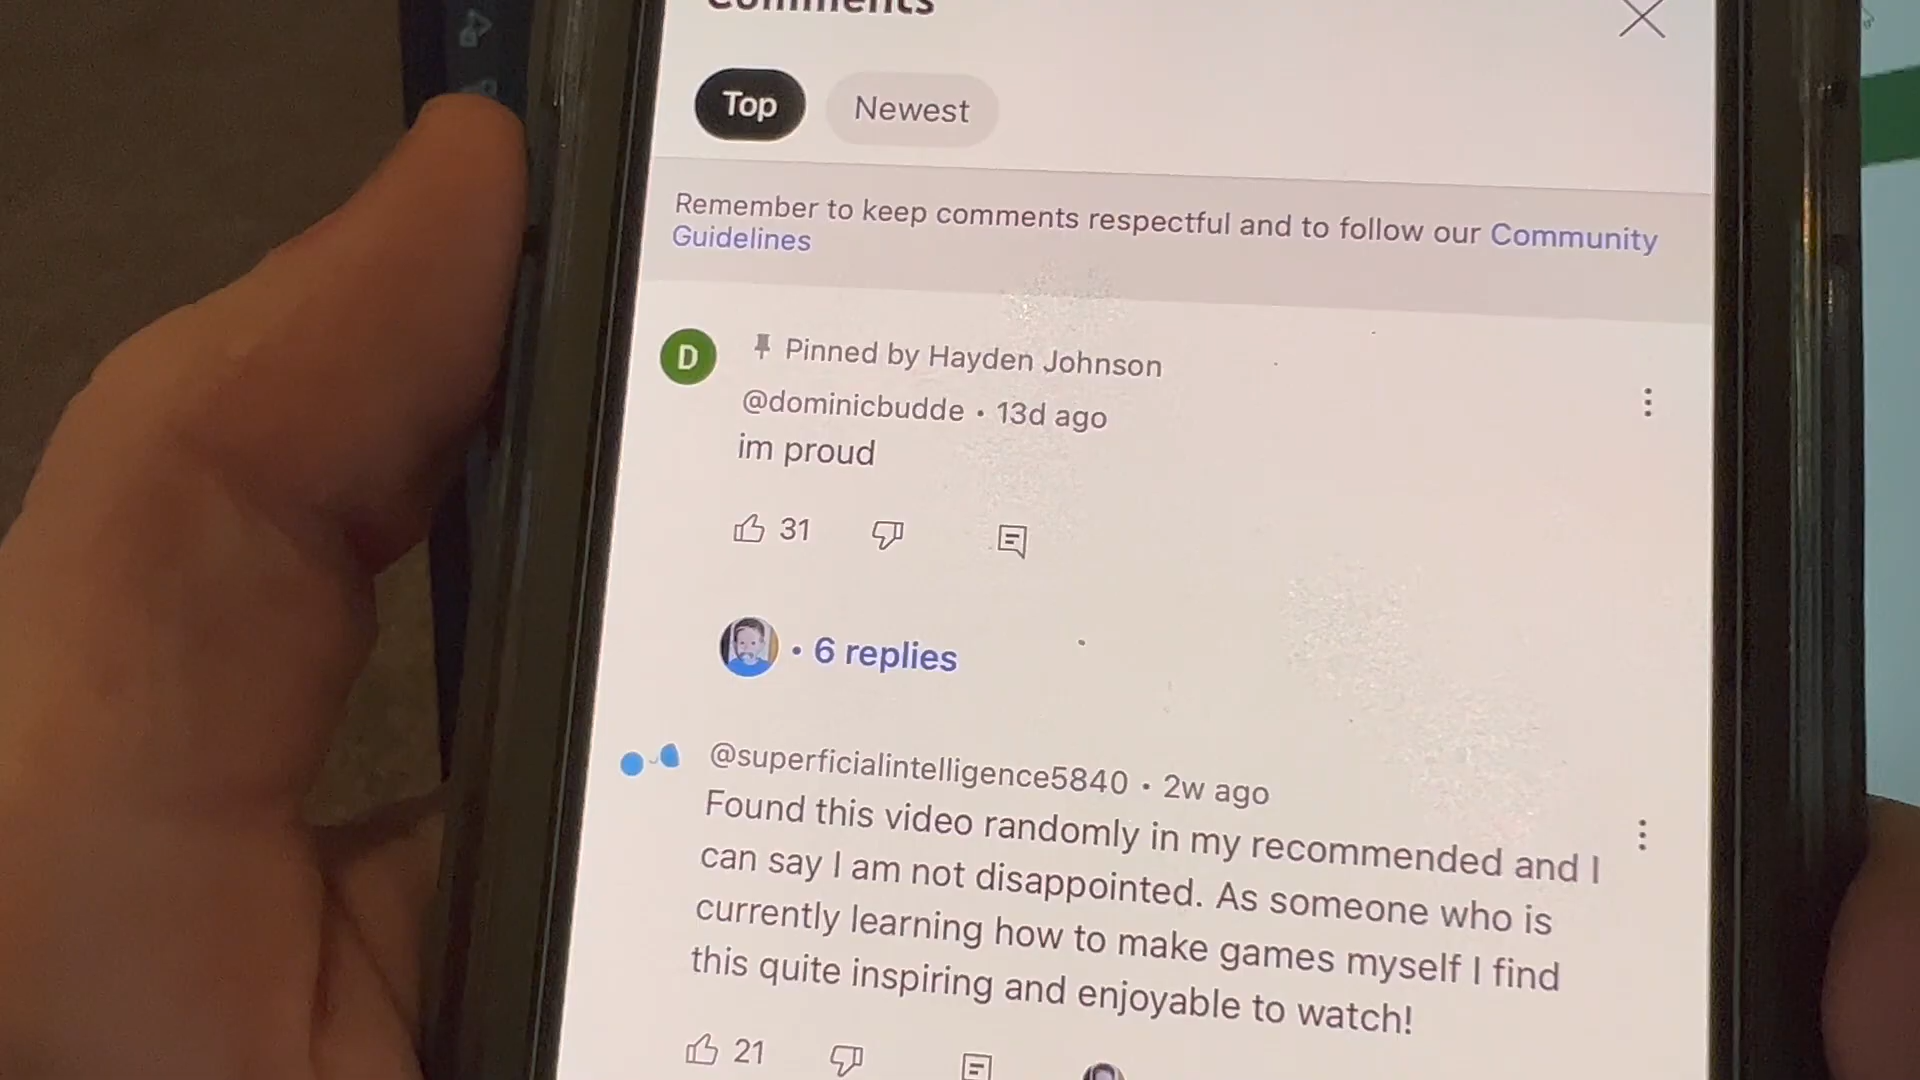 Comments
Top
Newest
Remember to keep comments respectful and to follow our Community
Guidelines
D
Pinned by Hayden Johnson
@dominicbudde • 13d ago
im proud
31
• 6 replies
@superficialintelligence5840 • 2w ago
Found this video randomly in my recommended and I
can say I am not disappointed. As someone who is
currently learning how to make games myself I find
this quite inspiring and enjoyable to watch!
21